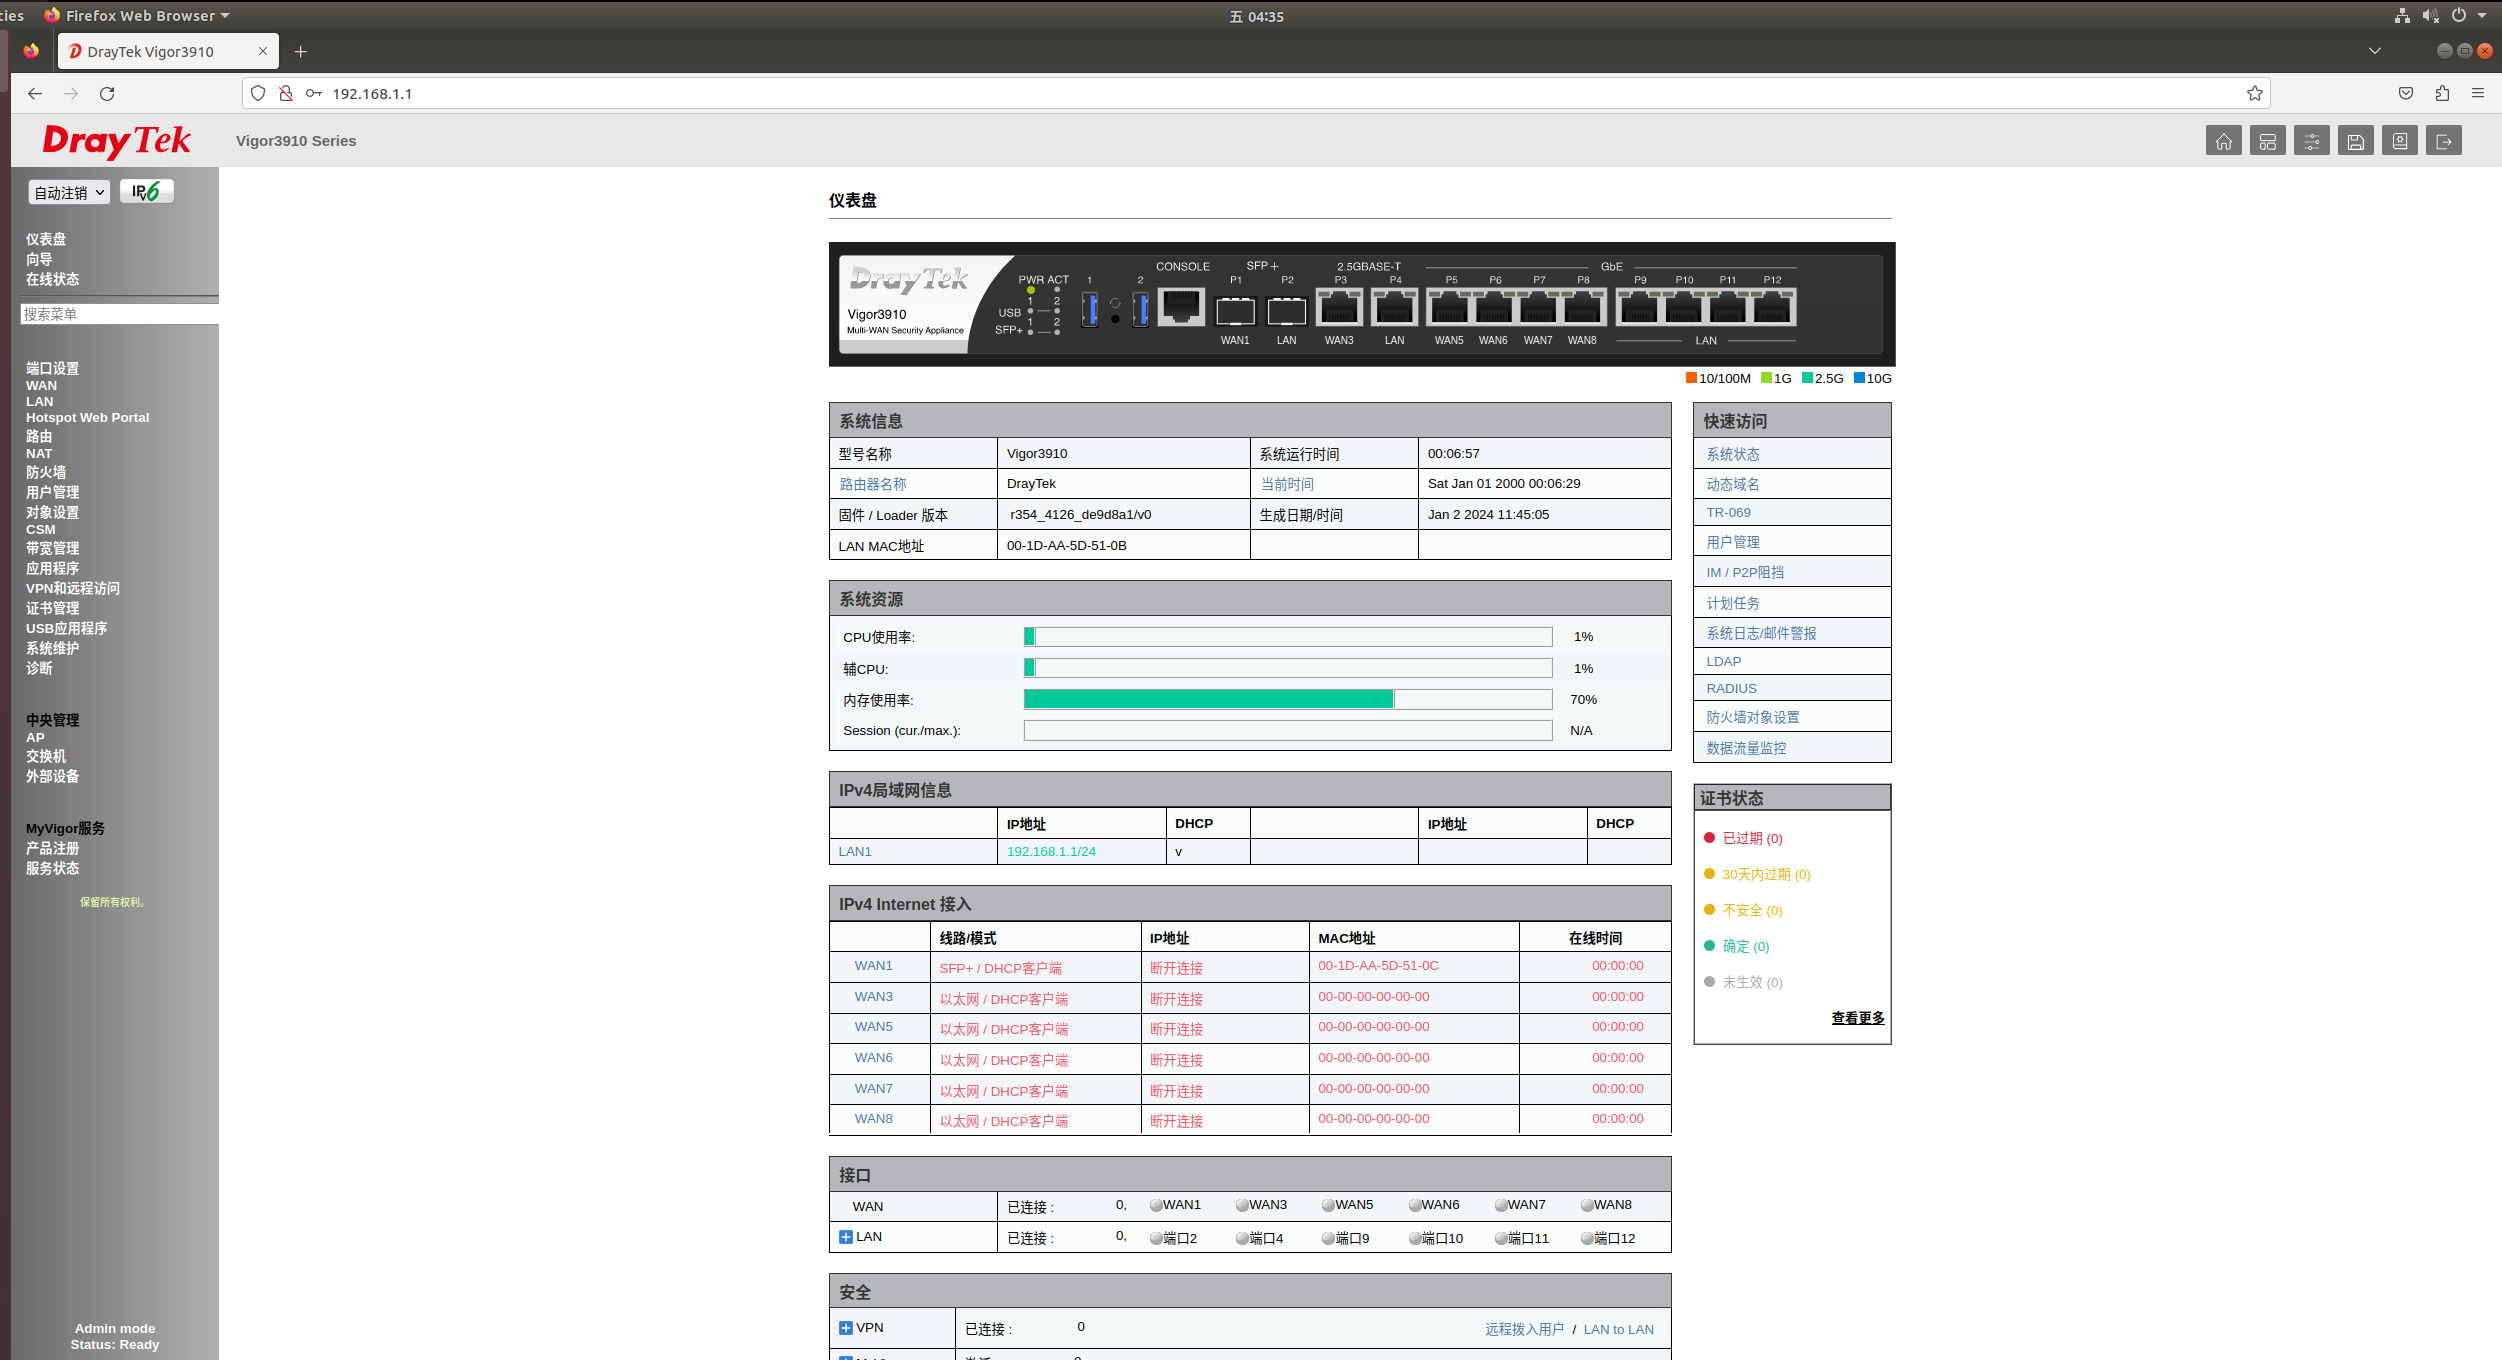 ties Firefox Web Browser 五 04:35
DrayTek Vigor3910
192.168.1.1
DrayTek Vigor3910 Series
自动注销 IPv6
仪表盘
向导
在线状态
搜索菜单
端口设置
WAN
LAN
Hotspot Web Portal
路由
NAT
防火墙
用户管理
对象设置
CSM
带宽管理
应用程序
VPN和远程访问
证书管理
USB应用程序
系统维护
诊断
中央管理
AP
交换机
外部设备
MyVigor服务
产品注册
服务状态
保留所有权利。
Admin mode
Status: Ready
仪表盘
DrayTek
Vigor3910
Multi-WAN Security Appliance
PWR ACT 1 2 CONSOLE SFP+ 2.5GBASE-T GbE
P1 P2 P3 P4 P5 P6 P7 P8 P9 P10 P11 P12
1 2
USB
1 2
SFP+
WAN1 LAN WAN3 LAN WAN5 WAN6 WAN7 WAN8 LAN
10/100M 1G 2.5G 10G
系统信息
型号名称 Vigor3910 系统运行时间 00:06:57
路由器名称 DrayTek 当前时间 Sat Jan 01 2000 00:06:29
固件 / Loader 版本 r354_4126_de9d8a1/v0 生成日期/时间 Jan 2 2024 11:45:05
LAN MAC地址 00-1D-AA-5D-51-0B
系统资源
CPU使用率: 1%
辅CPU: 1%
内存使用率: 70%
Session (cur./max.): N/A
IPv4局域网信息
IP地址 DHCP IP地址 DHCP
LAN1 192.168.1.1/24 v
IPv4 Internet 接入
线路/模式 IP地址 MAC地址 在线时间
WAN1 SFP+ / DHCP客户端 断开连接 00-1D-AA-5D-51-0C 00:00:00
WAN3 以太网 / DHCP客户端 断开连接 00-00-00-00-00-00 00:00:00
WAN5 以太网 / DHCP客户端 断开连接 00-00-00-00-00-00 00:00:00
WAN6 以太网 / DHCP客户端 断开连接 00-00-00-00-00-00 00:00:00
WAN7 以太网 / DHCP客户端 断开连接 00-00-00-00-00-00 00:00:00
WAN8 以太网 / DHCP客户端 断开连接 00-00-00-00-00-00 00:00:00
接口
WAN 已连接 : 0, WAN1 WAN3 WAN5 WAN6 WAN7 WAN8
LAN 已连接 : 0, 端口2 端口4 端口9 端口10 端口11 端口12
安全
VPN 已连接 : 0 远程拨入用户 / LAN to LAN
快速访问
系统状态
动态域名
TR-069
用户管理
IM / P2P阻挡
计划任务
系统日志/邮件警报
LDAP
RADIUS
防火墙对象设置
数据流量监控
证书状态
已过期 (0)
30天内过期 (0)
不安全 (0)
确定 (0)
未生效 (0)
查看更多